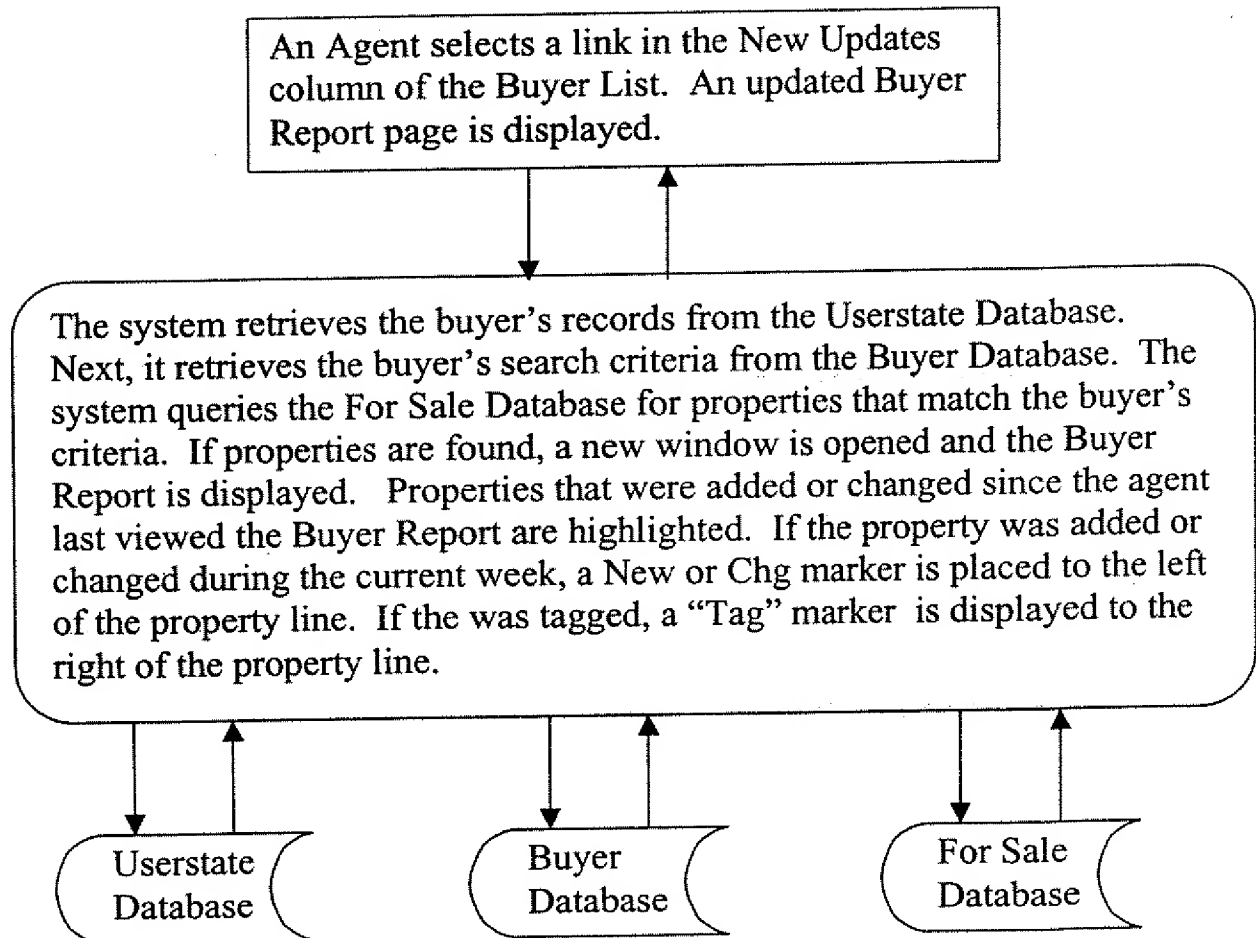 An Agent selects a link in the New Updates
column of the Buyer List. An updated Buyer
Report page is displayed.
The system retrieves the buyer's records from the Userstate Database.
Next, it retrieves the buyer's search criteria from the Buyer Database. The
system queries the For Sale Database for properties that match the buyer's
criteria. If properties are found, a new window is opened and the Buyer
Report is displayed. Properties that were added or changed since the agent
last viewed the Buyer Report are highlighted. If the property was added or
changed during the current week, a New or Chg marker is placed to the left
of the property line. If the was tagged, a “Tag” marker is displayed to the
right of the property line.
Userstate
Database
Buyer
Database
For Sale
Database